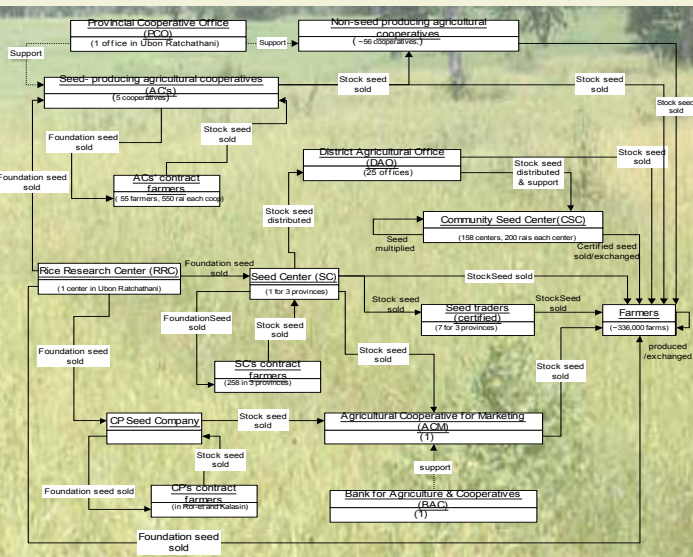 Provincial Cooperative Office
(PCO)
(1 office in Ubon Ratchathani)
Support
Non-seed producing agricultural
cooperatives
( ~56 cooperatives,)
Support
Seed- producing agricultural cooperatives
(AC's)
(5 cooperatives)
Stock seed
sold
Stock seed
sold
Stock seed
sold
Foundation seed
sold
Stock seed
sold
Foundation seed
sold
ACs' contract
farmers
( 55 farmers, 550 rai each coop)
District Agricultural Office
(DAO)
(25 offices)
Stock seed
sold
Stock seed
distributed
& support
Stock seed
distributed
Community Seed Center(CSC)
(158 centers, 200 rais each center)
Seed
multiplied
Certified seed
sold/exchanged
Rice Research Center (RRC)
(1 center in Ubon Ratchathani)
Foundation seed
sold
Seed Center (SC)
(1 for 3 provinces)
StockSeed sold
Stock seed
sold
Seed traders
(certified)
(7 for 3 provinces)
StockSeed
sold
Farmers
(~336,000 farms)
produced
/exchanged
FoundationSeed
sold
Stock seed
sold
SC's contract
farmers
(258 in 3 provinces)
Stock seed
sold
Stock seed
sold
Foundation seed
sold
CP Seed Company
Stock seed
sold
Agricultural Cooperative for Marketing
(ACM)
(1)
Stock seed
sold
support
Foundation seed sold
CP's contract
farmers
(in Roi-et and Kalasin)
Bank for Agriculture & Cooperatives
(BAC)
(1)
Foundation seed
sold